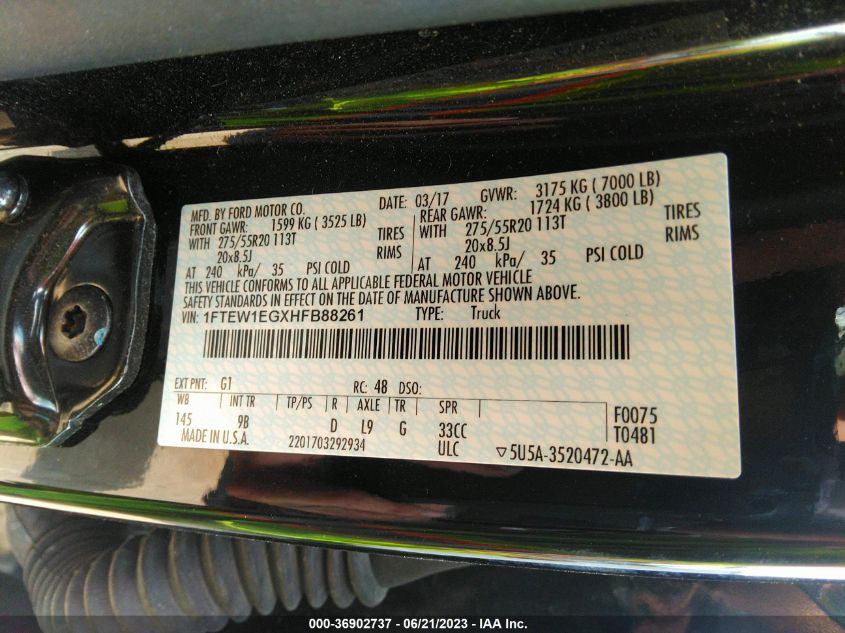 MFD. BY FORD MOTOR CO. DATE: 03/17 GVWR: 3175 KG ( 7000 LB)
FRONT GAWR: 1599 KG ( 3525 LB) REAR GAWR: 1724 KG ( 3800 LB)
WITH 275/55R20 113T TIRES WITH 275/55R20 113T TIRES
20x8.5J RIMS 20x8.5J RIMS
AT 240 kPa/ 35 PSI COLD AT 240 kPa/ 35 PSI COLD
THIS VEHICLE CONFORMS TO ALL APPLICABLE FEDERAL MOTOR VEHICLE
SAFETY STANDARDS IN EFFECT ON THE DATE OF MANUFACTURE SHOWN ABOVE.
VIN: 1FTEW1EGXHFB88261 TYPE: Truck
EXT PNT: G1 RC: 48 DSO:
WB INT TR TP/PS R AXLE TR SPR F0075
145 9B D L9 G 33CC T0481
MADE IN U.S.A. 2201703292934 ULC ▽5U5A-3520472-AA
000-36902737 - 06/21/2023 - IAA Inc.